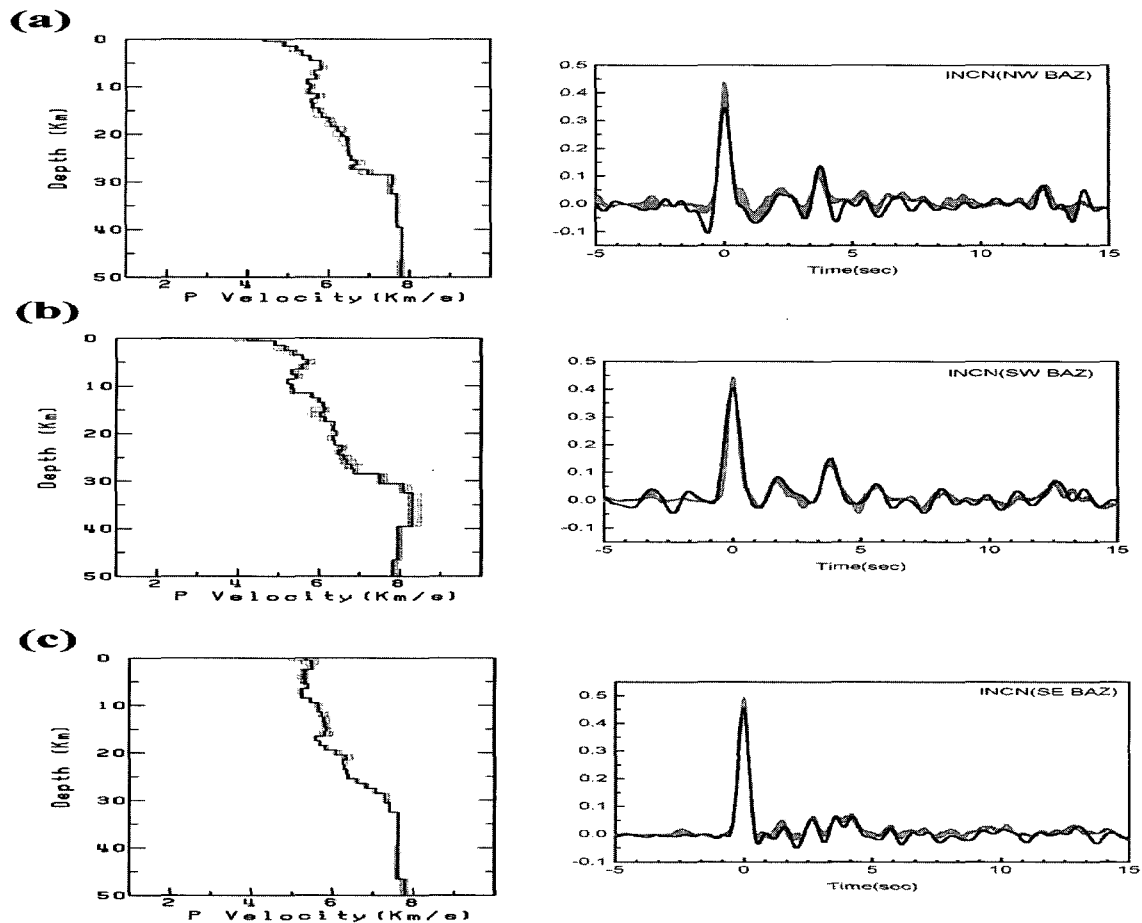 (a)
0
10
20
30
40
50
Depth (Km)
2 4 6 8
P Velocity(Km/s)
INCN(NW BAZ)
0.5
0.4
0.3
0.2
0.1
0.0
-0.1
-5 0 5 10 15
Time(sec)
(b)
0
10
20
30
40
50
Depth (Km)
2 4 6 8
P Velocity(Km/s)
INCN(SW BAZ)
0.5
0.4
0.3
0.2
0.1
0.0
-0.1
-5 0 5 10 15
Time(sec)
(c)
0
10
20
30
40
50
Depth (Km)
2 4 6 8
P Velocity(Km/s)
INCN(SE BAZ)
0.5
0.4
0.3
0.2
0.1
0.0
-0.1
-5 0 5 10 15
Time(sec)